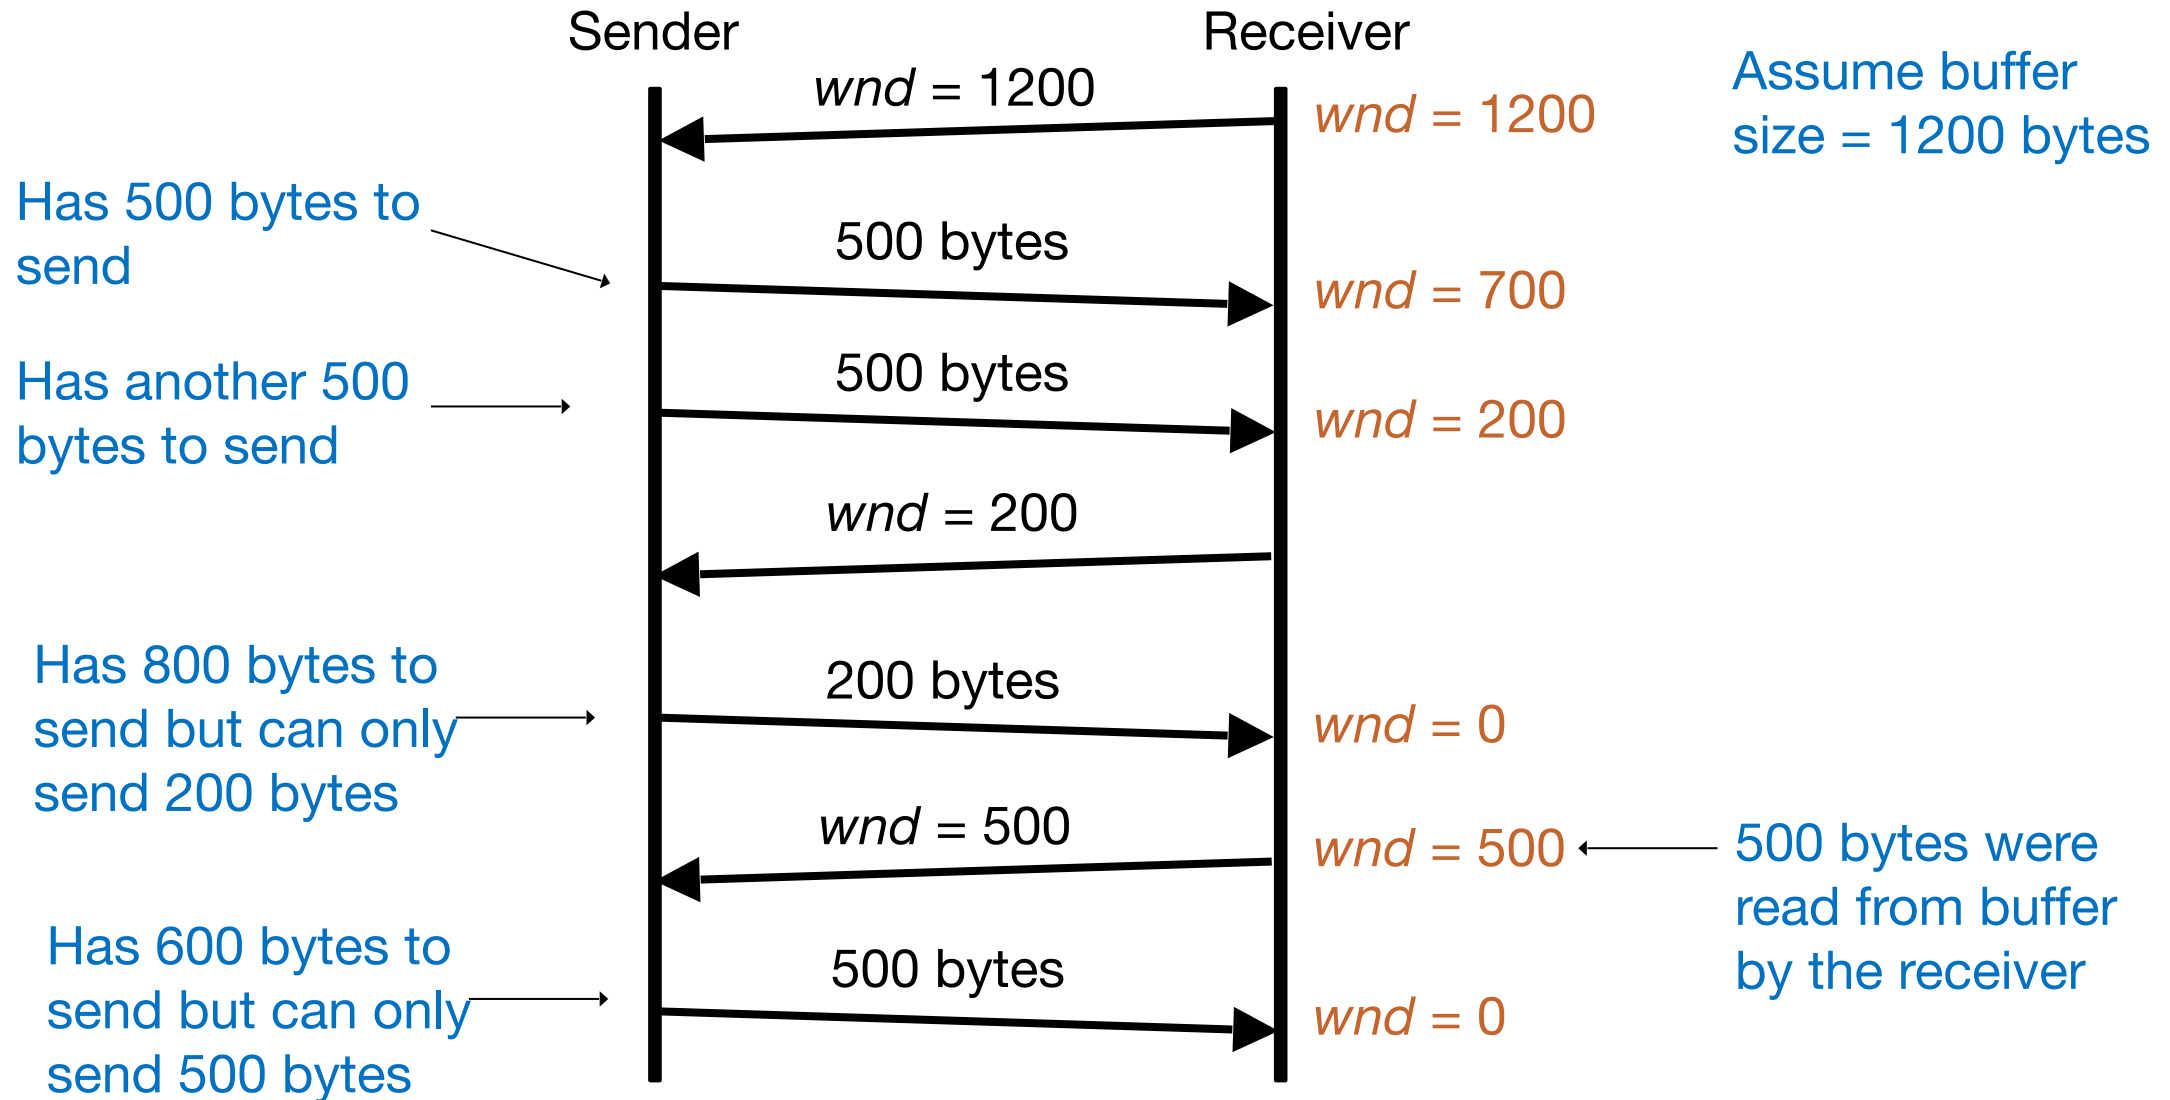 Sender
Receiver
wnd = 1200
wnd = 1200
Assume buffer
size = 1200 bytes
Has 500 bytes to
send
500 bytes
wnd = 700
Has another 500
bytes to send
500 bytes
wnd = 200
wnd = 200
Has 800 bytes to
send but can only
send 200 bytes
200 bytes
wnd = 0
wnd = 500
wnd = 500
500 bytes were
read from buffer
by the receiver
Has 600 bytes to
send but can only
send 500 bytes
500 bytes
wnd = 0